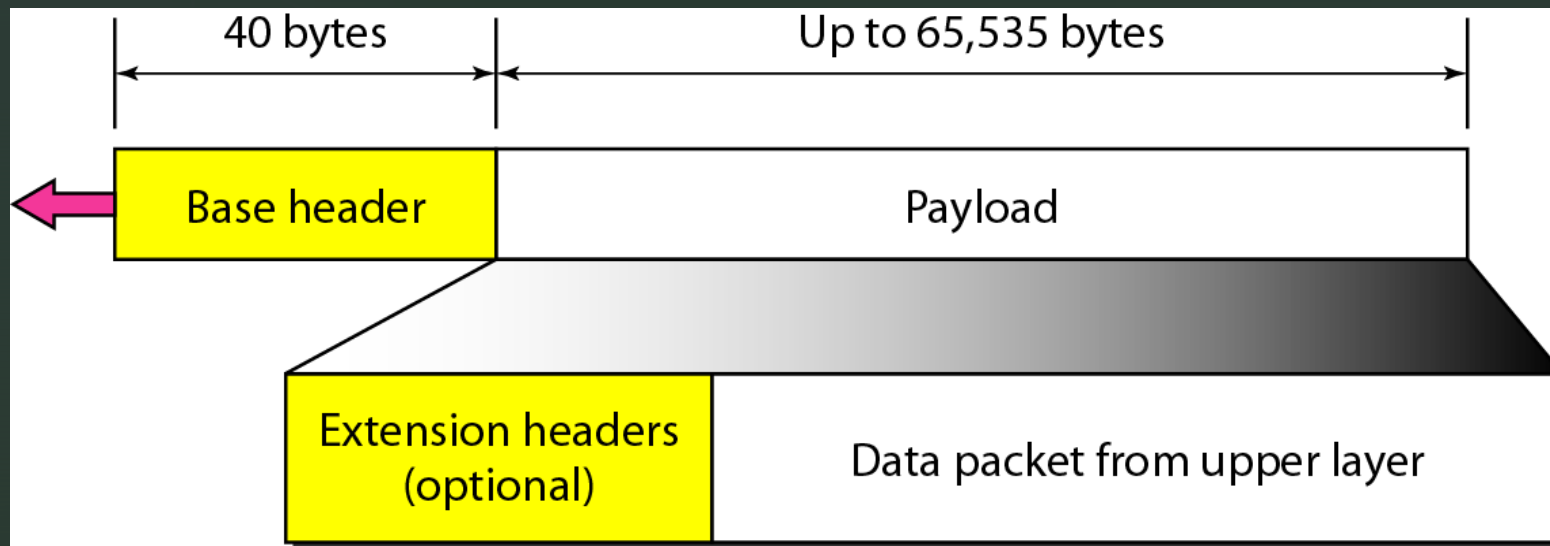 40 bytes
Up to 65,535 bytes
Base header
Payload
Extension headers
(optional)
Data packet from upper layer